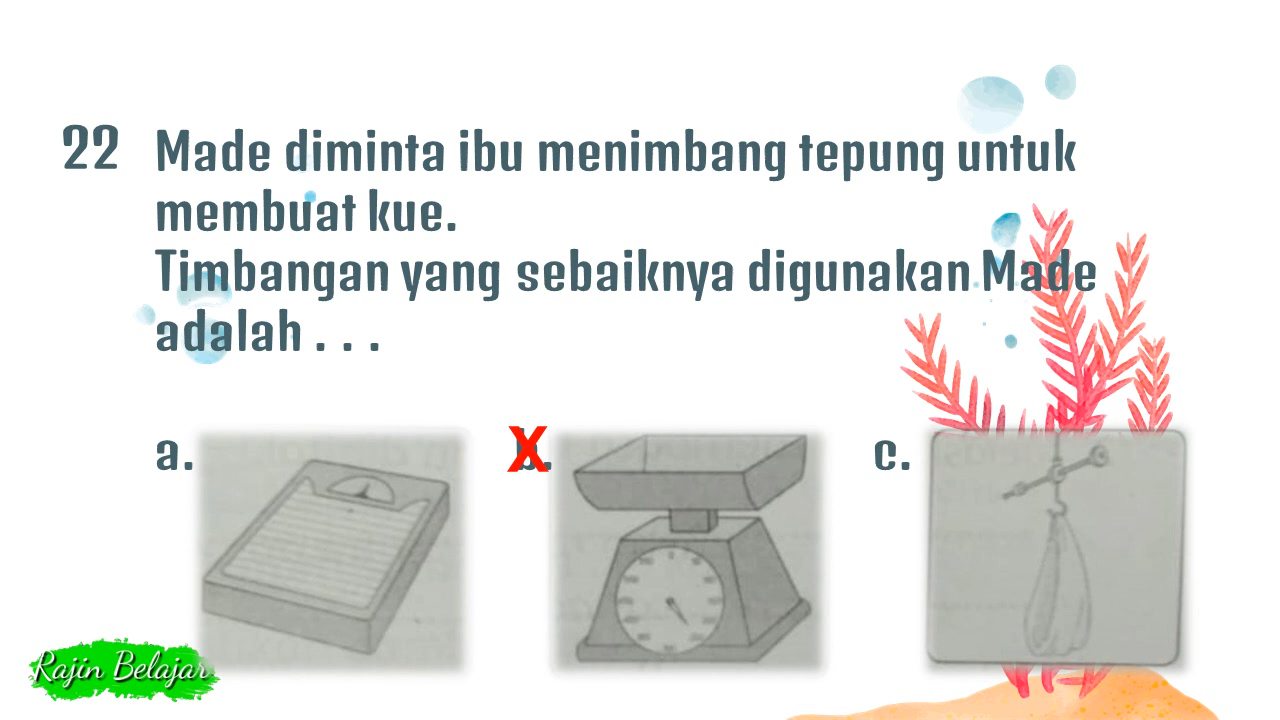 22 Made diminta ibu menimbang tepung untuk
membuat kue.
Timbangan yang sebaiknya digunakan Made
adalah . . .
a. X b. c.
Rajin Belajar